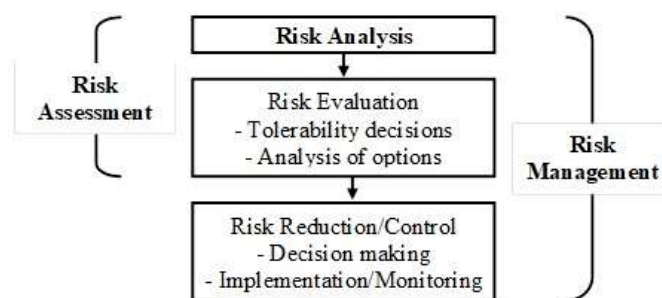 Risk Analysis
Risk
Assessment
Risk Evaluation
- Tolerability decisions
- Analysis of options
Risk
Management
Risk Reduction/Control
- Decision making
- Implementation/Monitoring